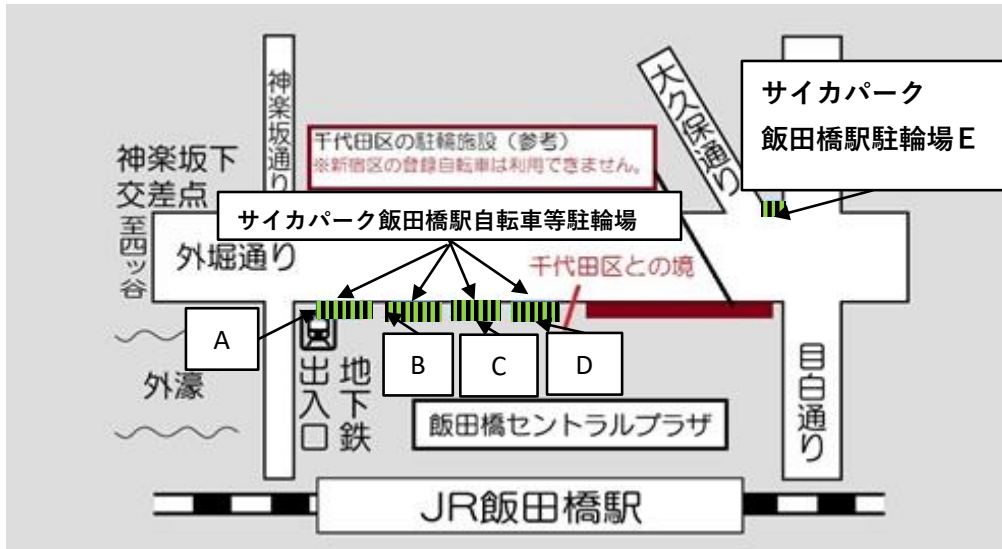 神楽坂通り
大久保通り
サイカパーク
飯田橋駅駐輪場E
千代田区の駐輪施設（参考）
※新宿区の登録自転車は利用できません。
神楽坂下
交差点
至四ッ谷
サイカパーク飯田橋駅自転車等駐輪場
外堀通り
千代田区との境
A
B
C
D
地下鉄
出入口
外濠
目白通り
飯田橋セントラルプラザ
JR飯田橋駅